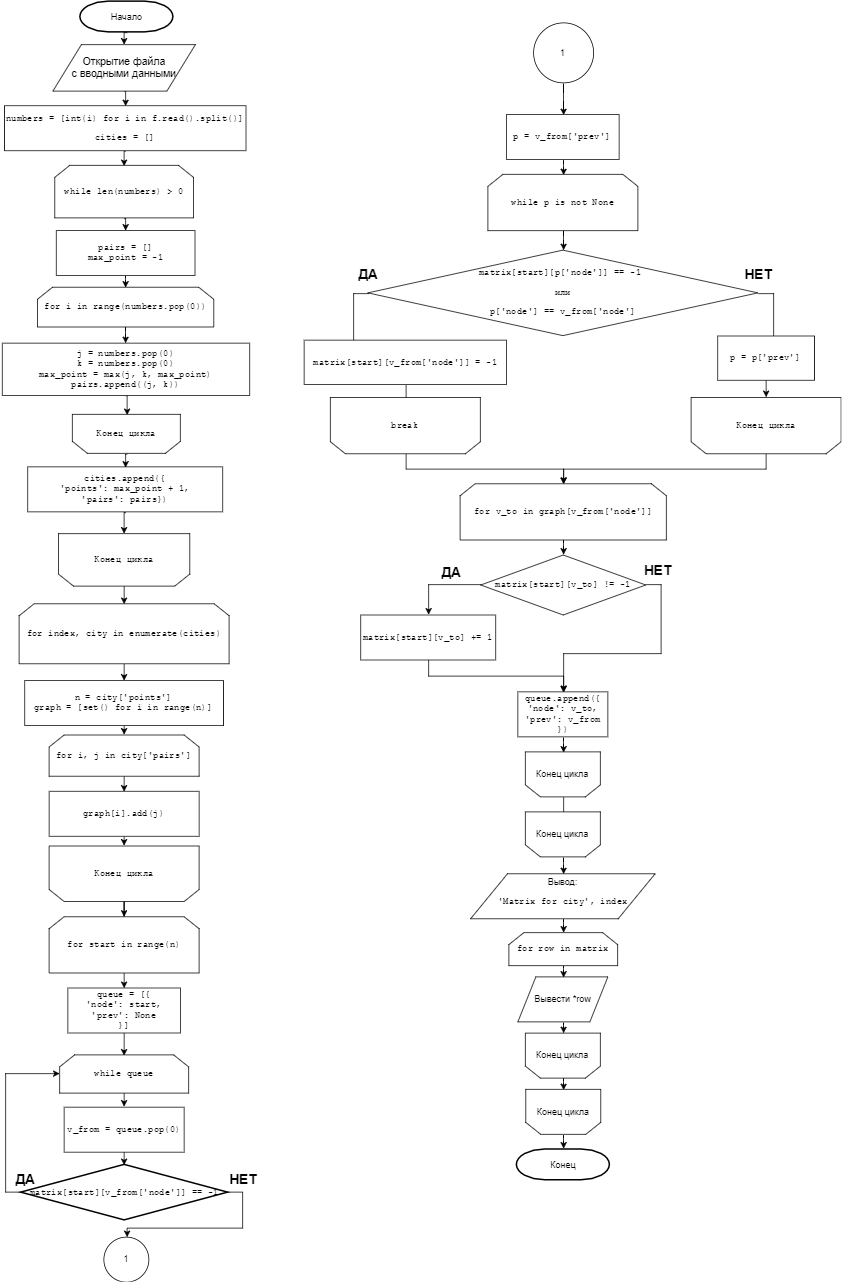 Начало
Открытие файла
с вводными данными
numbers = [int(i) for i in f.read().split()]
cities = []
while len(numbers) > 0
pairs = []
max_point = -1
for i in range(numbers.pop(0))
j = numbers.pop(0)
k = numbers.pop(0)
max_point = max(j, k, max_point)
pairs.append((j, k))
Конец цикла
cities.append({
'points': max_point + 1,
'pairs': pairs})
Конец цикла
for index, city in enumerate(cities)
n = city['points']
graph = [set() for i in range(n)]
for i, j in city['pairs']
graph[i].add(j)
Конец цикла
for start in range(n)
queue = [{
'node': start,
'prev': None
}]
while queue
v_from = queue.pop(0)
ДА
НЕТ
matrix[start][v_from['node']] == -1
1
1
p = v_from['prev']
while p is not None
ДА
НЕТ
matrix[start][p['node']] == -1
или
p['node'] == v_from['node']
matrix[start][v_from['node']] = -1
p = p['prev']
break
Конец цикла
for v_to in graph[v_from['node']]
ДА
НЕТ
matrix[start][v_to] != -1
matrix[start][v_to] += 1
queue.append({
'node': v_to,
'prev': v_from
})
Конец цикла
Конец цикла
Вывод:
'Matrix for city', index
for row in matrix
Вывести *row
Конец цикла
Конец цикла
Конец